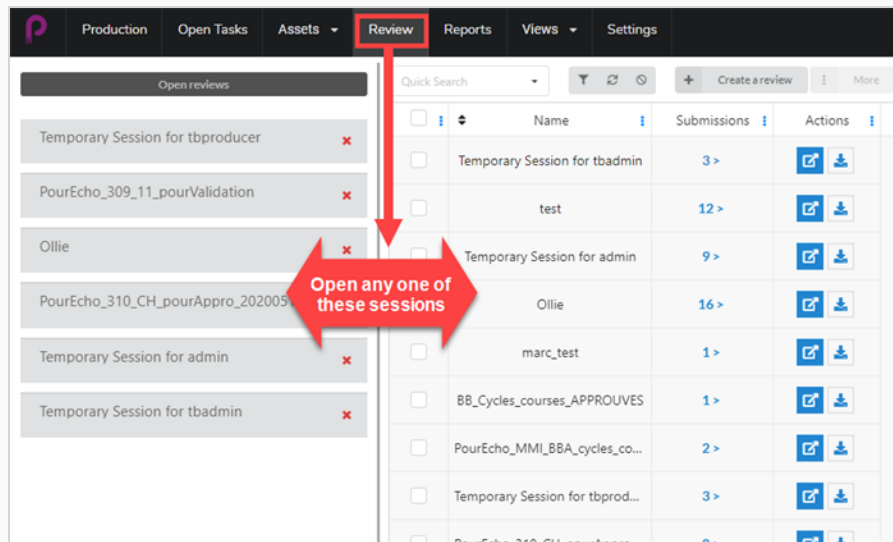 Production Open Tasks Assets Review Reports Views Settings
Open reviews
Temporary Session for tbproducer
PourEcho_309_11_pourValidation
Ollie
PourEcho_310_CH_pourAppro_20200
Temporary Session for admin
Temporary Session for tbadmin
Open any one of
these sessions
Quick Search
Create a review
More
Name Submissions Actions
Temporary Session for tbadmin 3 >
test 12 >
Temporary Session for admin 9 >
Ollie 16 >
marc_test 1 >
BB_Cycles_courses_APPROUVES 1 >
PourEcho_MMI_BBA_cycles_co... 2 >
Temporary Session for tbprod... 3 >